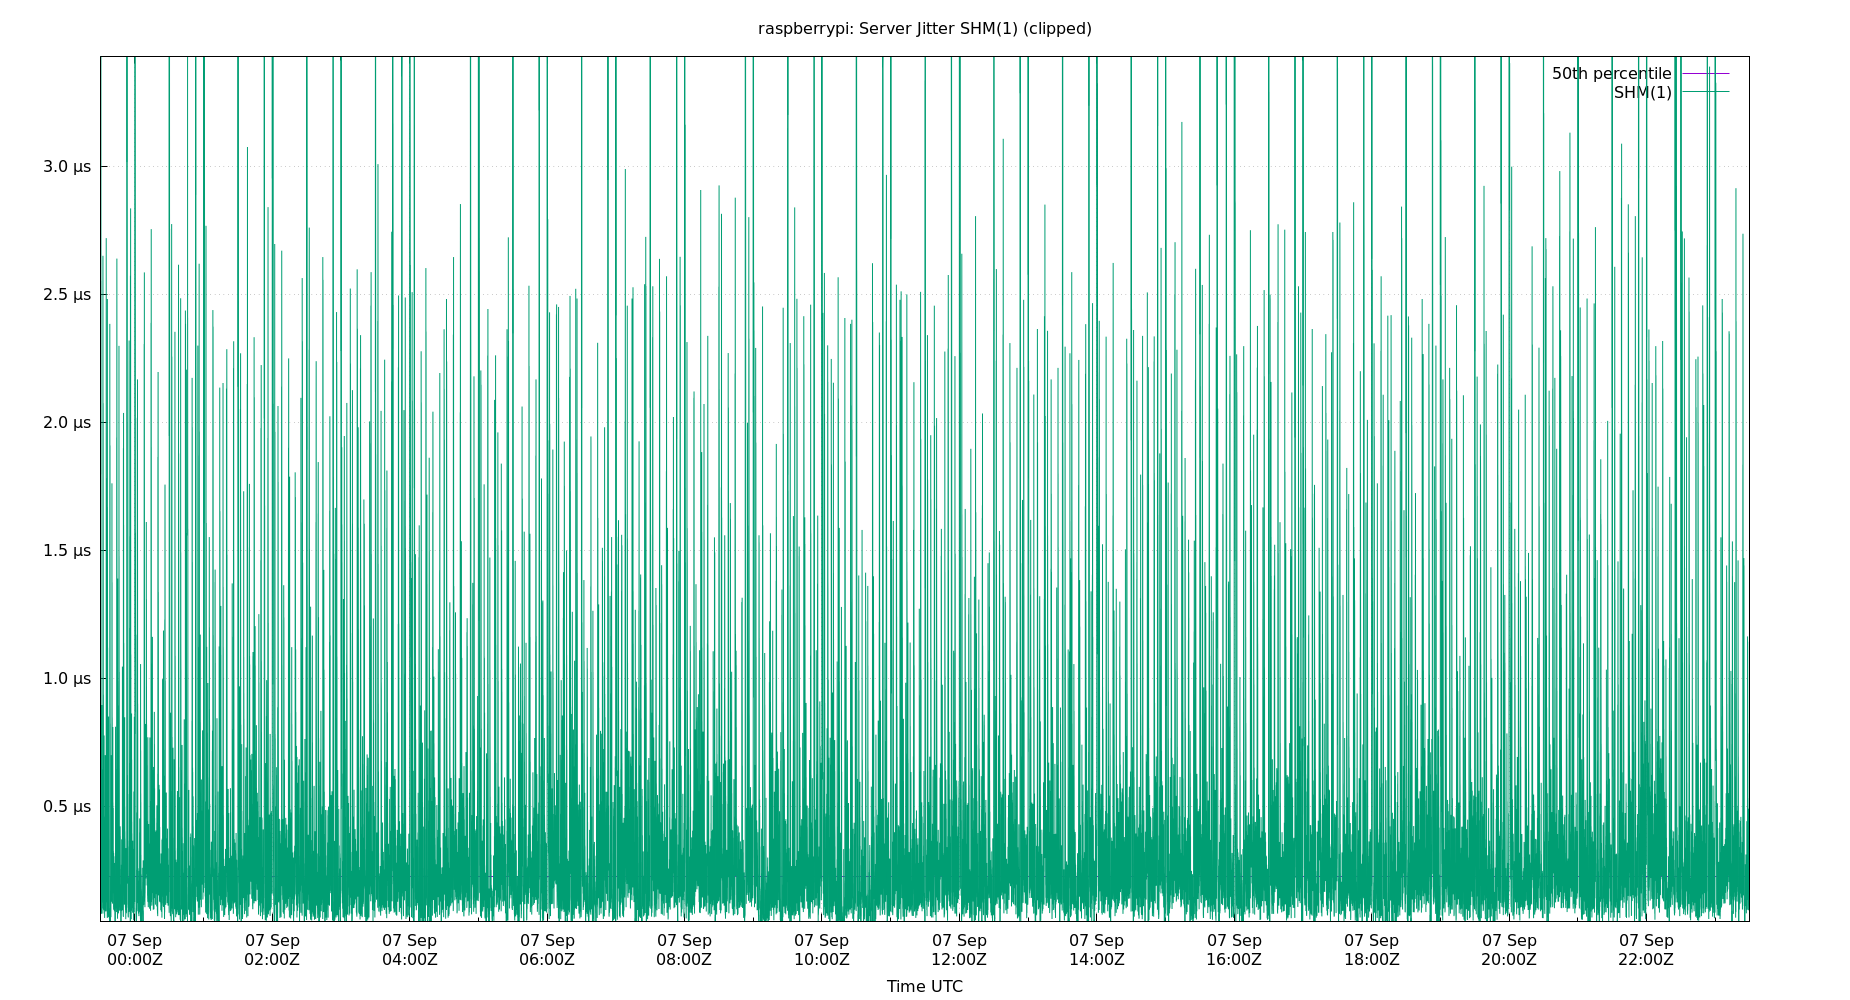 raspberrypi: Server Jitter SHM(1) (clipped)
50th percentile
SHM(1)
3.0 µs
2.5 µs
2.0 µs
1.5 µs
1.0 µs
0.5 µs
07 Sep 07 Sep 07 Sep 07 Sep 07 Sep 07 Sep 07 Sep 07 Sep 07 Sep 07 Sep 07 Sep 07 Sep
00:00Z 02:00Z 04:00Z 06:00Z 08:00Z 10:00Z 12:00Z 14:00Z 16:00Z 18:00Z 20:00Z 22:00Z
Time UTC